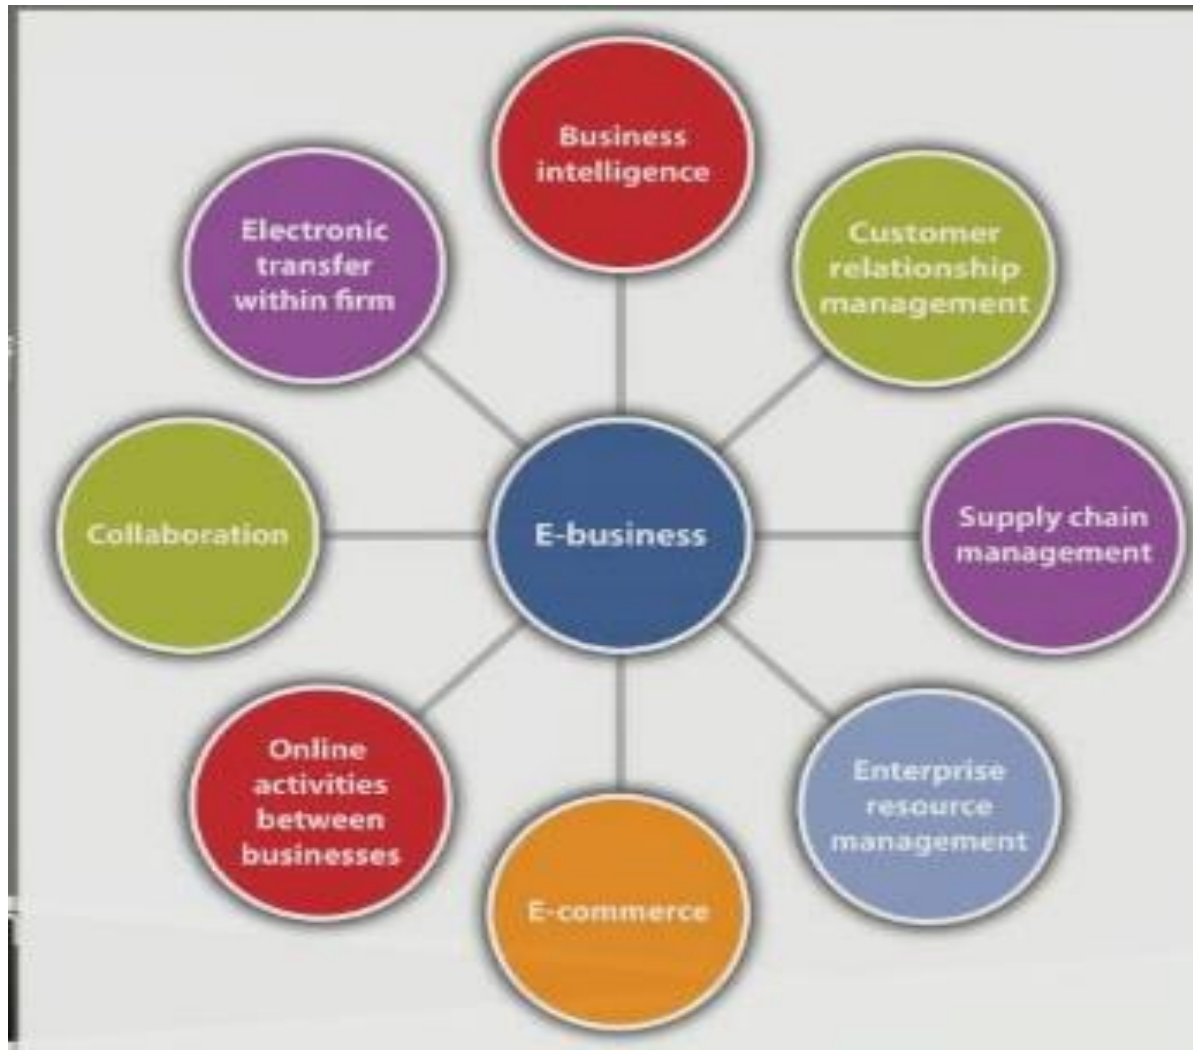 Business
intelligence
Customer
relationship
management
Supply chain
management
Enterprise
resource
management
E-commerce
Online
activities
between
businesses
Collaboration
Electronic
transfer
within firm
E-business